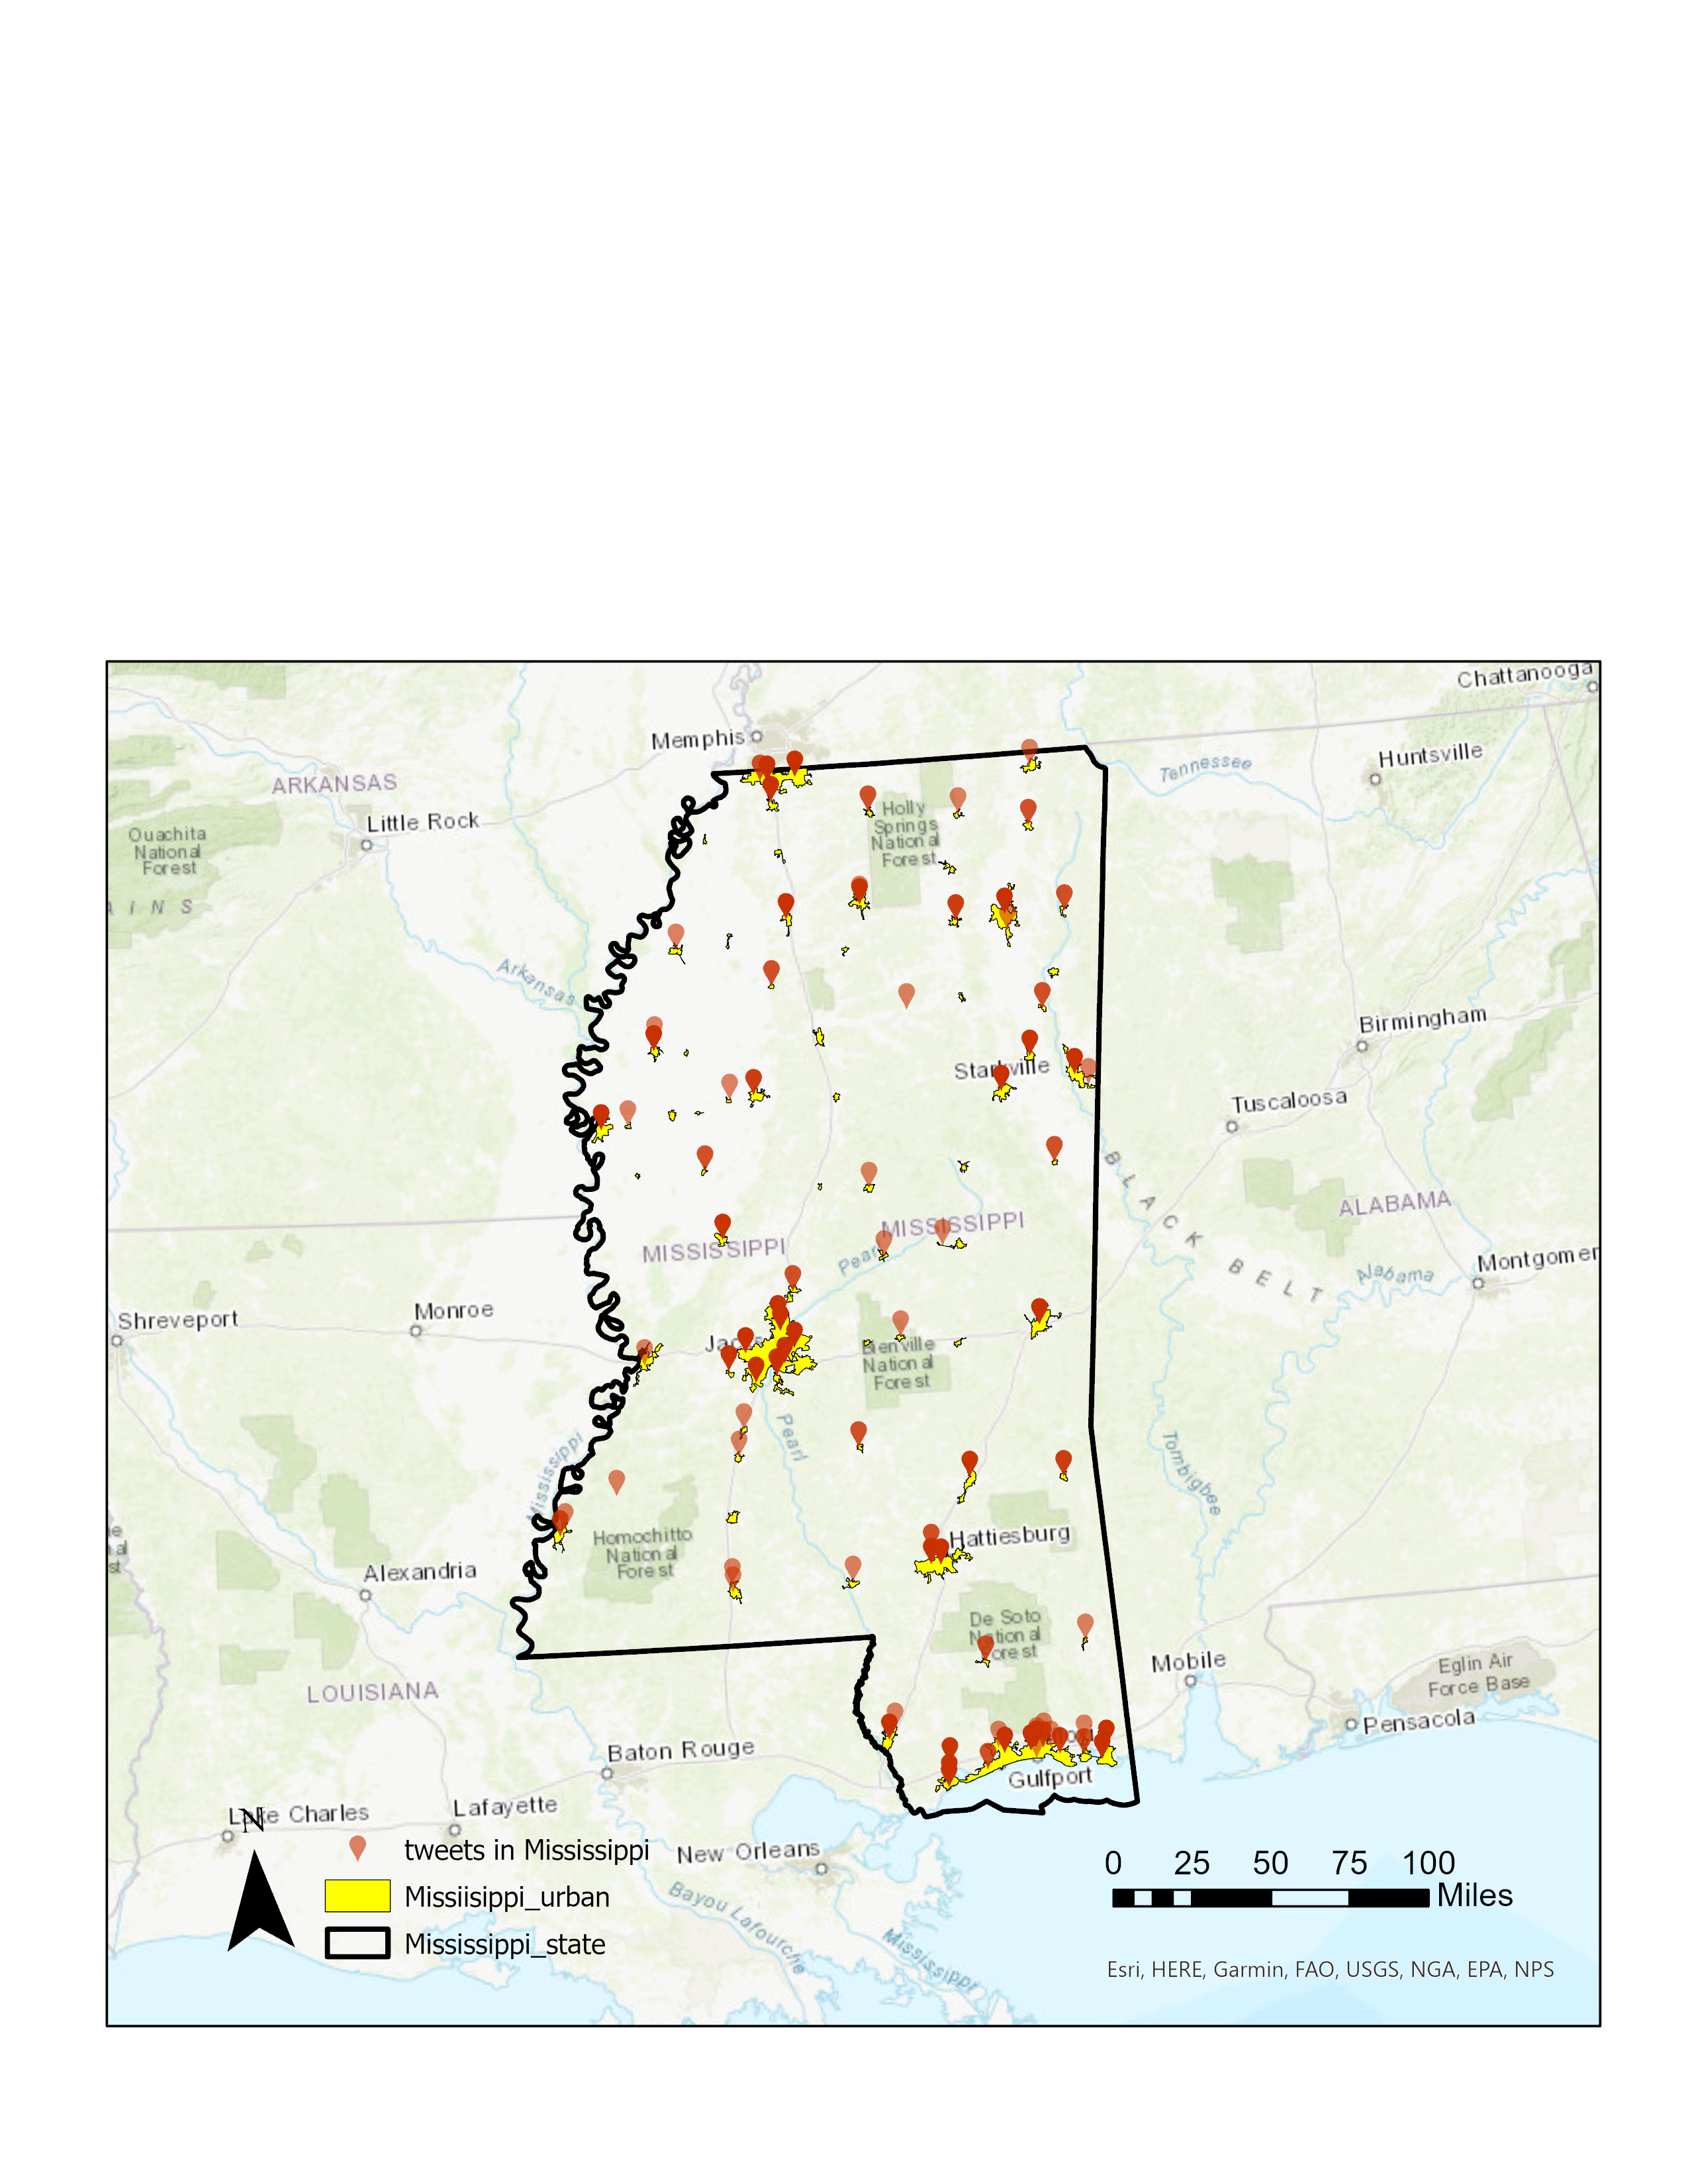 Chattanooga
Memphis
Huntsville
Tennessee
ARKANSAS
Little Rock
Ouachita
National
Forest
Holly
Springs
National
Forest
A I N S
Arkansas
Birmingham
Starkville
Tuscaloosa
BLACK BELT
ALABAMA
MISSISSIPPI
MISSISSIPPI
Pearl
Montgomer
Alabama
Shreveport
Monroe
Bienville
National
Forest
Pearl
Mississippi
Tombigbee
Homochitto
National
Forest
Hattiesburg
Alexandria
De Soto
National
Forest
Mobile
Eglin Air
Force Base
LOUISIANA
Pensacola
Baton Rouge
Gulfport
Lake Charles
Lafayette
New Orleans
Bayou Lafourche
Mississippi
N
tweets in Mississippi
Missiisippi_urban
Mississippi_state
0 25 50 75 100
Miles
Esri, HERE, Garmin, FAO, USGS, NGA, EPA, NPS